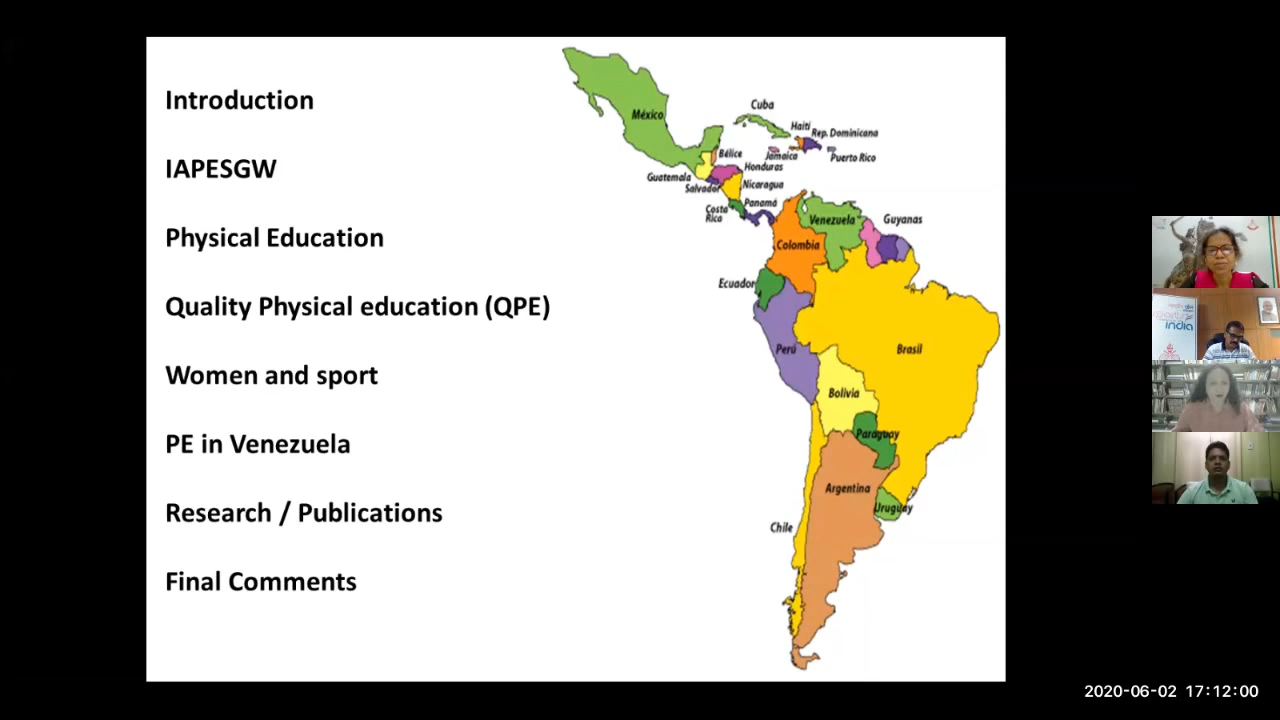 Introduction
IAPESGW
Physical Education
Quality Physical education (QPE)
Women and sport
PE in Venezuela
Research / Publications
Final Comments
México
Cuba
Haiti
Rep. Dominicana
Jamaica
Puerto Rico
Bélice
Honduras
Guatemala
Salvador
Nicaragua
Costa
Rica
Panamá
Venezuela
Guyanas
Colombia
Ecuador
Perú
Brasil
Bolivia
Paraguay
Argentina
Uruguay
Chile
india
2020-06-02 17:12:00